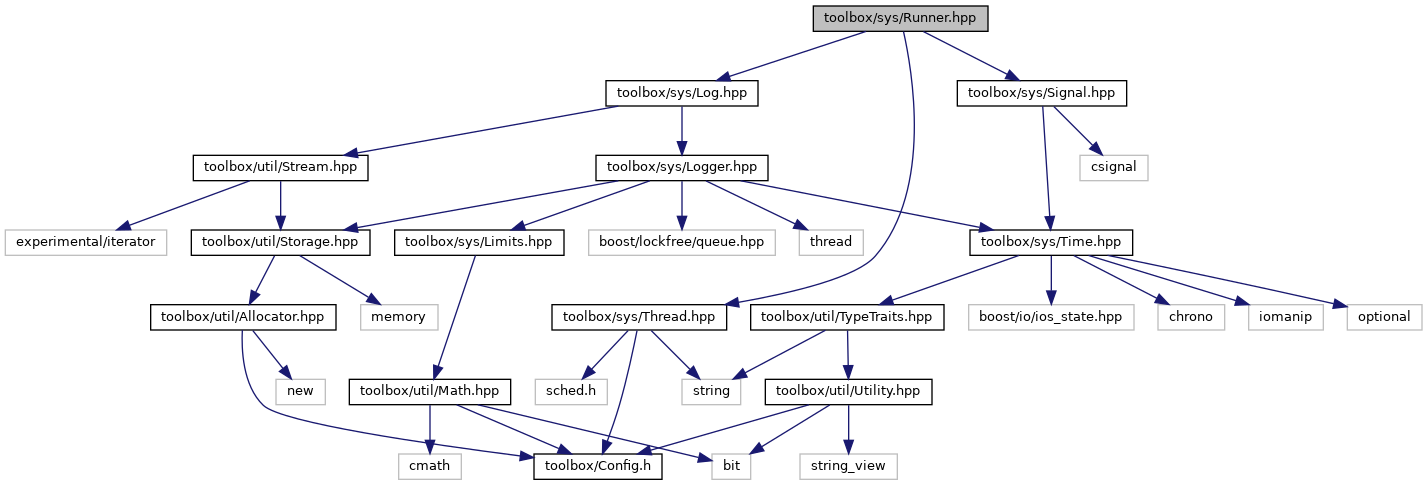 toolbox/sys/Runner.hpp
toolbox/sys/Log.hpp
toolbox/sys/Signal.hpp
toolbox/util/Stream.hpp
toolbox/sys/Logger.hpp
csignal
experimental/iterator
toolbox/util/Storage.hpp
toolbox/sys/Limits.hpp
boost/lockfree/queue.hpp
thread
toolbox/sys/Time.hpp
toolbox/util/Allocator.hpp
memory
toolbox/sys/Thread.hpp
toolbox/util/TypeTraits.hpp
boost/io/ios_state.hpp
chrono
iomanip
optional
new
toolbox/util/Math.hpp
sched.h
string
toolbox/util/Utility.hpp
cmath
toolbox/Config.h
bit
string_view